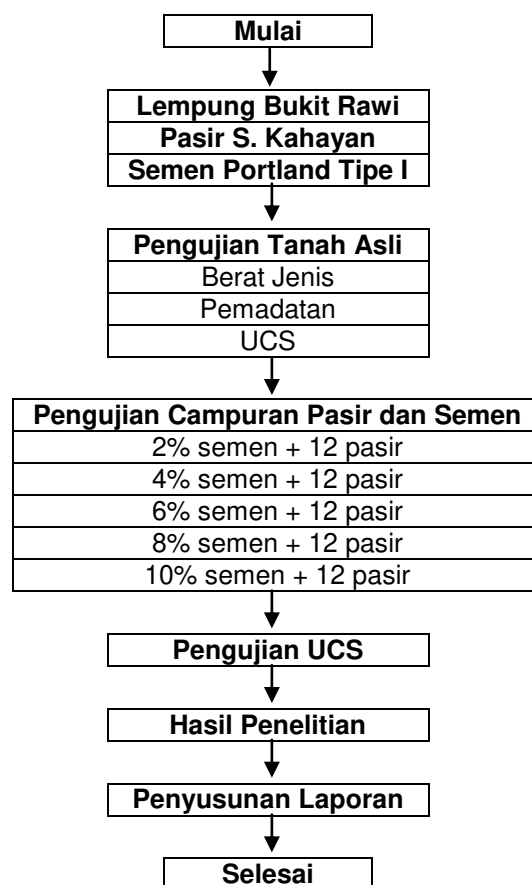 Mulai
Lempung Bukit Rawi
Pasir S. Kahayan
Semen Portland Tipe I
Pengujian Tanah Asli
Berat Jenis
Pemadatan
UCS
Pengujian Campuran Pasir dan Semen
2% semen + 12 pasir
4% semen + 12 pasir
6% semen + 12 pasir
8% semen + 12 pasir
10% semen + 12 pasir
Pengujian UCS
Hasil Penelitian
Penyusunan Laporan
Selesai